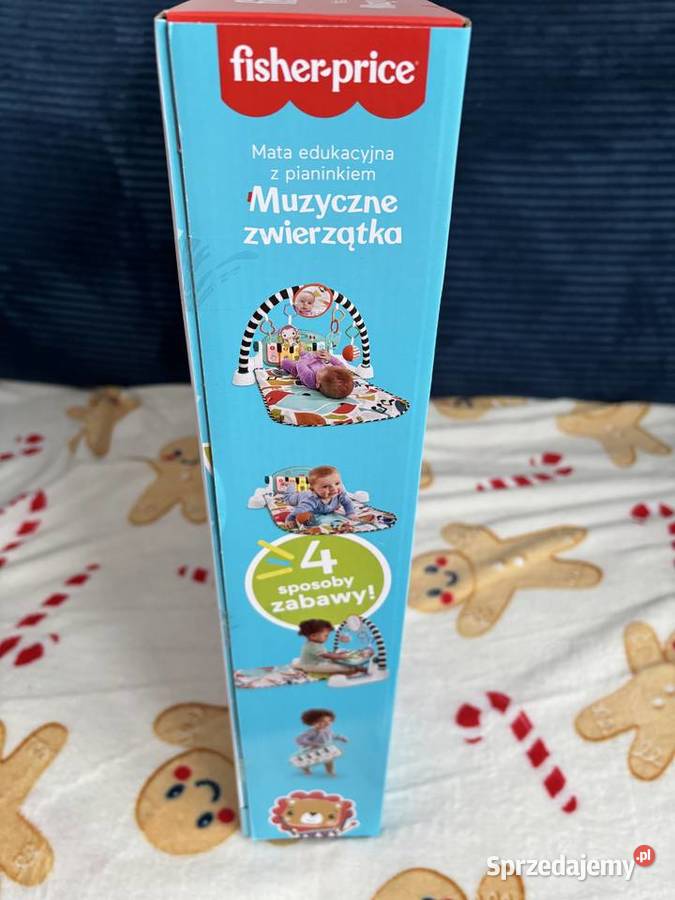 fisher-price
Mata edukacyjna
z pianinkiem
Muzyczne
zwierzątka
4
sposoby
zabawy!
Sprzedajemy.pl